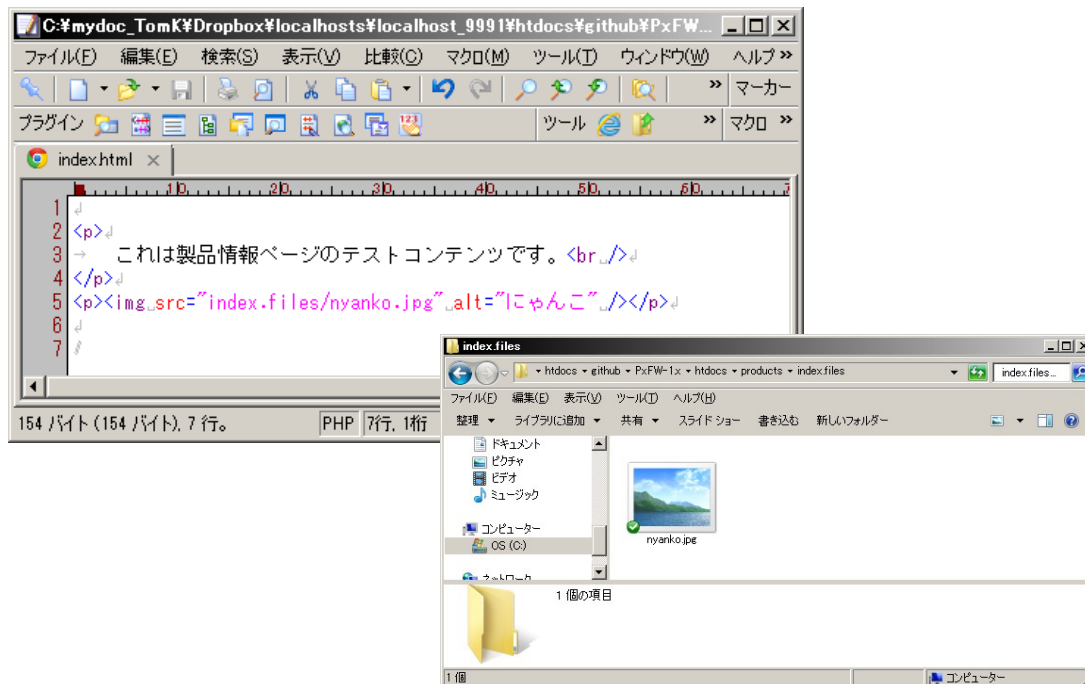 C:¥mydoc_TomK¥Dropbox¥localhosts¥localhost_9991¥htdocs¥github¥PxFW...
ファイル(F) 編集(E) 検索(S) 表示(V) 比較(C) マクロ(M) ツール(T) ウィンドウ(W) ヘルプ »
» マーカー
プラグイン ツール » マクロ »
index.html ×
10 20 30 40 50 60 7
1
2 <p>
3 これは製品情報ページのテストコンテンツです。<br />
4 </p>
5 <p><img src="index.files/nyanko.jpg" alt="にゃんこ" /></p>
6
7
154 バイト (154 バイト), 7 行。 PHP 7行, 1桁
index.files
htdocs github PxFW-1.x htdocs products index.files index.files...
ファイル(F) 編集(E) 表示(V) ツール(T) ヘルプ(H)
整理 ライブラリに追加 共有 スライド ショー 書き込む 新しいフォルダー
ドキュメント
ピクチャ
ビデオ
ミュージック
コンピューター
OS (C:)
ネットワーク
nyanko.jpg
1 個の項目
1 個 コンピューター